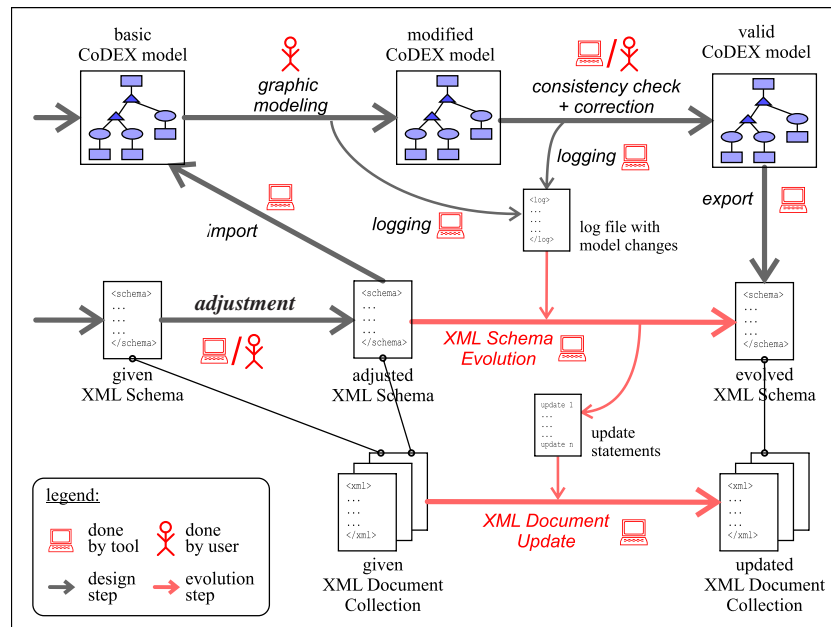 basic
CoDEX model
modified
CoDEX model
valid
CoDEX model
graphic
modeling
consistency check
+ correction
logging
logging
import
export
<log>
...
...
...
</log>
log file with
model changes
<schema>
...
...
</schema>
given
XML Schema
adjustment
<schema>
...
...
</schema>
adjusted
XML Schema
XML Schema
Evolution
<schema>
...
...
</schema>
evolved
XML Schema
update 1
...
...
update n
update
statements
<xml>
...
...
</xml>
given
XML Document
Collection
XML Document
Update
<xml>
...
...
</xml>
updated
XML Document
Collection
legend:
done
by tool
done
by user
design
step
evolution
step